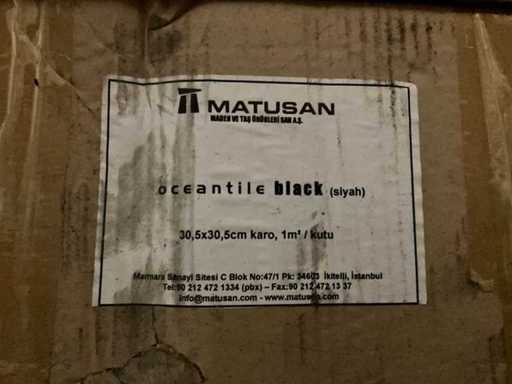 MATUSAN
MADEN VE TAŞ ÜRÜNLERİ SAN A.Ş.
oceantile black (siyah)
30,5x30,5cm karo, 1m² / kutu
Marmara Sanayi Sitesi C Blok No:47/1 Pk: 34603 İkitelli, İstanbul
Tel:90 212 472 1334 (pbx) – Fax:90 212 472 13 37
info@matusan.com - www.matusan.com